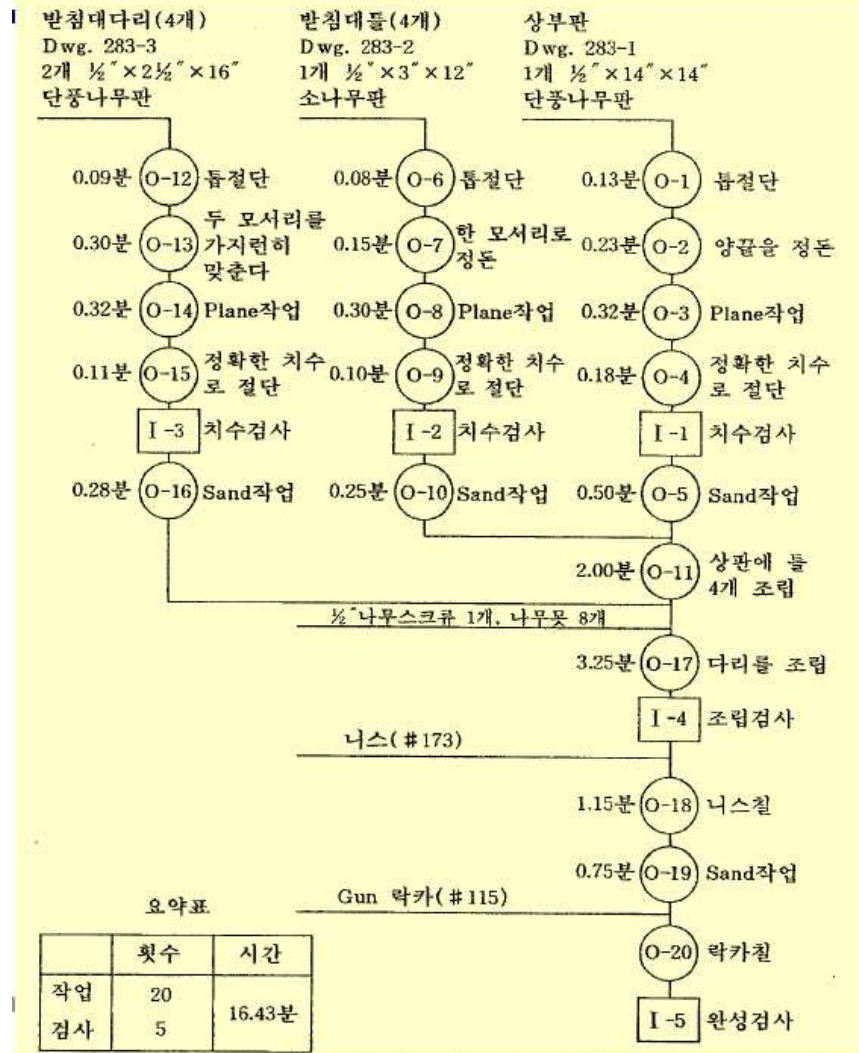 받침대다리(4개)
Dwg. 283-3
2개 ½″×2½″×16″
단풍나무판
받침대틀(4개)
Dwg. 283-2
1개 ½″×3″×12″
소나무판
상부판
Dwg. 283-1
1개 ½″×14″×14″
단풍나무판
0.09분 O-12 톱절단
0.30분 O-13 두 모서리를
가지런히
맞춘다
0.32분 O-14 Plane작업
0.11분 O-15 정확한 치수
로 절단
I-3 치수검사
0.28분 O-16 Sand작업
0.08분 O-6 톱절단
0.15분 O-7 한 모서리로
정돈
0.30분 O-8 Plane작업
0.10분 O-9 정확한 치수
로 절단
I-2 치수검사
0.25분 O-10 Sand작업
0.13분 O-1 톱절단
0.23분 O-2 양끝을 정돈
0.32분 O-3 Plane작업
0.18분 O-4 정확한 치수
로 절단
I-1 치수검사
0.50분 O-5 Sand작업
2.00분 O-11 상판에 틀
4개 조립
½″나무스크류 1개, 나무못 8개
3.25분 O-17 다리를 조립
I-4 조립검사
니스(#173)
1.15분 O-18 니스칠
0.75분 O-19 Sand작업
Gun 락카(#115)
O-20 락카칠
I-5 완성검사
요약표
횟수 시간
작업 20
16.43분
검사 5